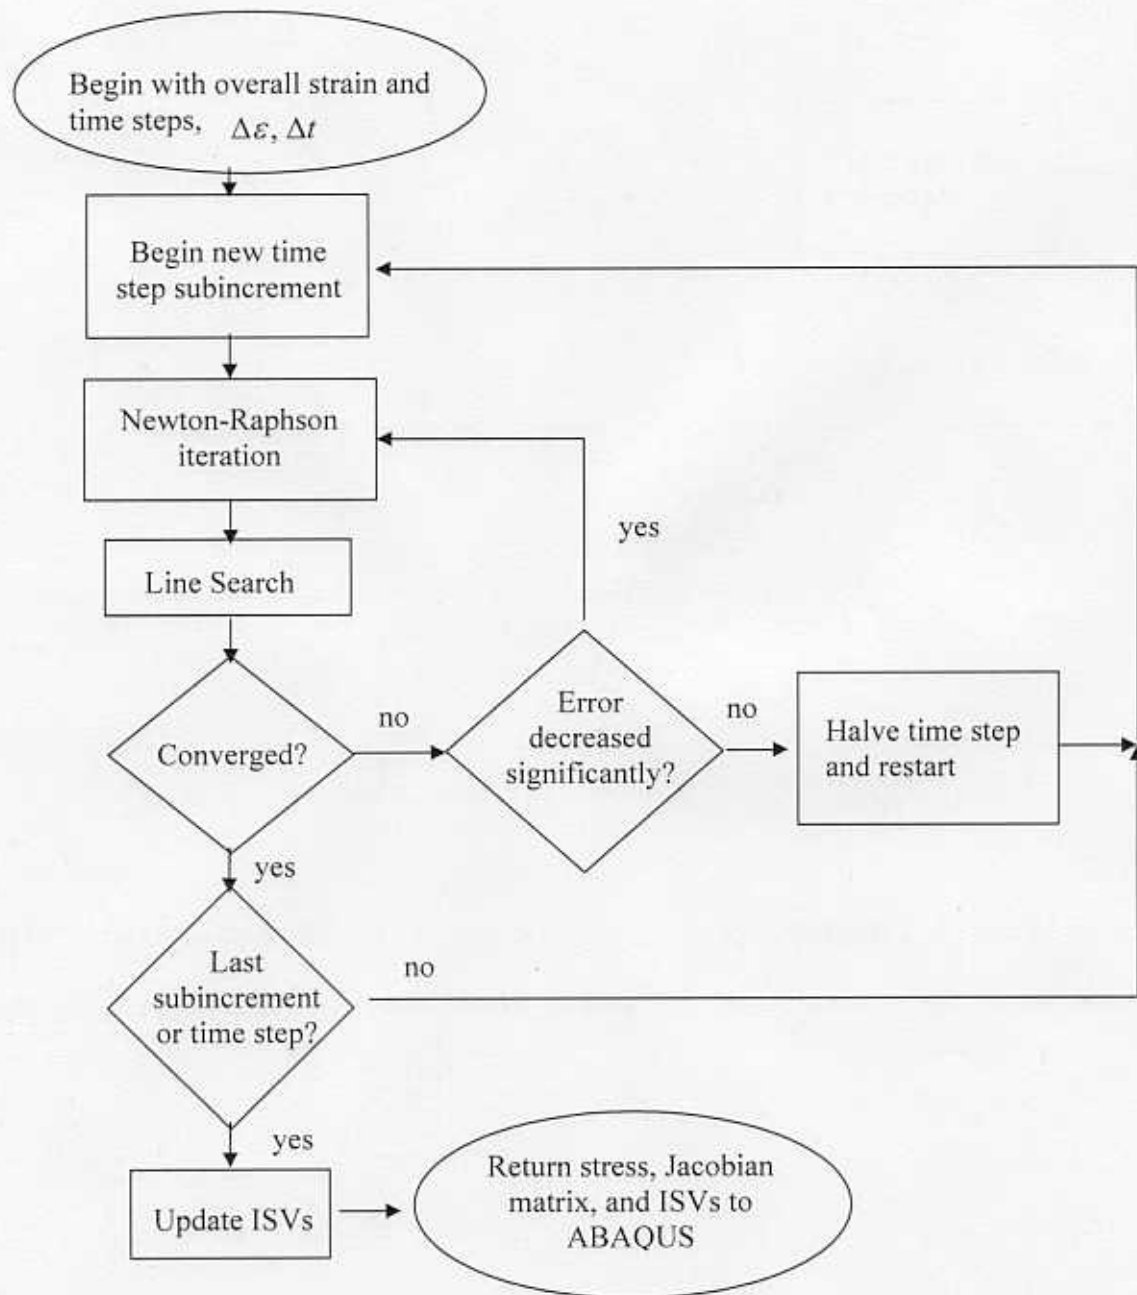 Begin with overall strain and
time steps, Δε, Δt
Begin new time
step subincrement
Newton-Raphson
iteration
yes
Line Search
Converged?
no
Error
decreased
significantly?
no
Halve time step
and restart
yes
Last
subincrement
or time step?
no
yes
Update ISVs
Return stress, Jacobian
matrix, and ISVs to
ABAQUS